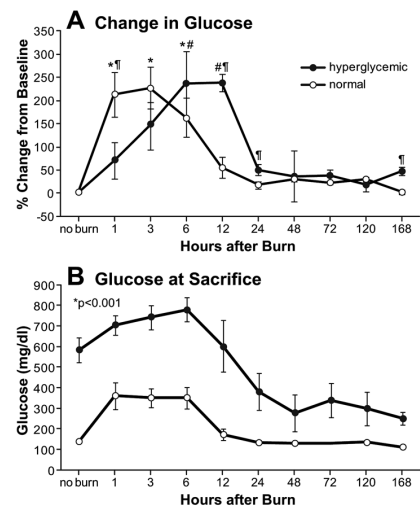 A Change in Glucose
% Change from Baseline
350
300
250
200
150
100
50
0
-50
*¶
*
*#
#¶
¶
¶
hyperglycemic
normal
no burn 1 3 6 12 24 48 72 120 168
Hours after Burn
B Glucose at Sacrifice
*p<0.001
Glucose (mg/dl)
900
800
700
600
500
400
300
200
100
0
no burn 1 3 6 12 24 48 72 120 168
Hours after Burn